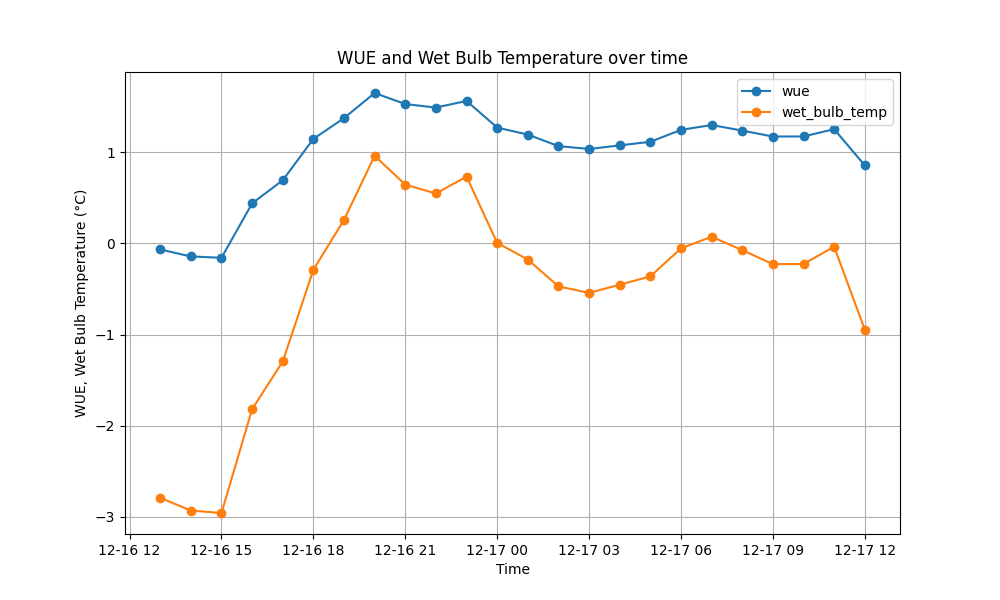 WUE and Wet Bulb Temperature over time
wue
wet_bulb_temp
WUE, Wet Bulb Temperature (°C)
1
0
−1
−2
−3
12-16 12 12-16 15 12-16 18 12-16 21 12-17 00 12-17 03 12-17 06 12-17 09 12-17 12
Time